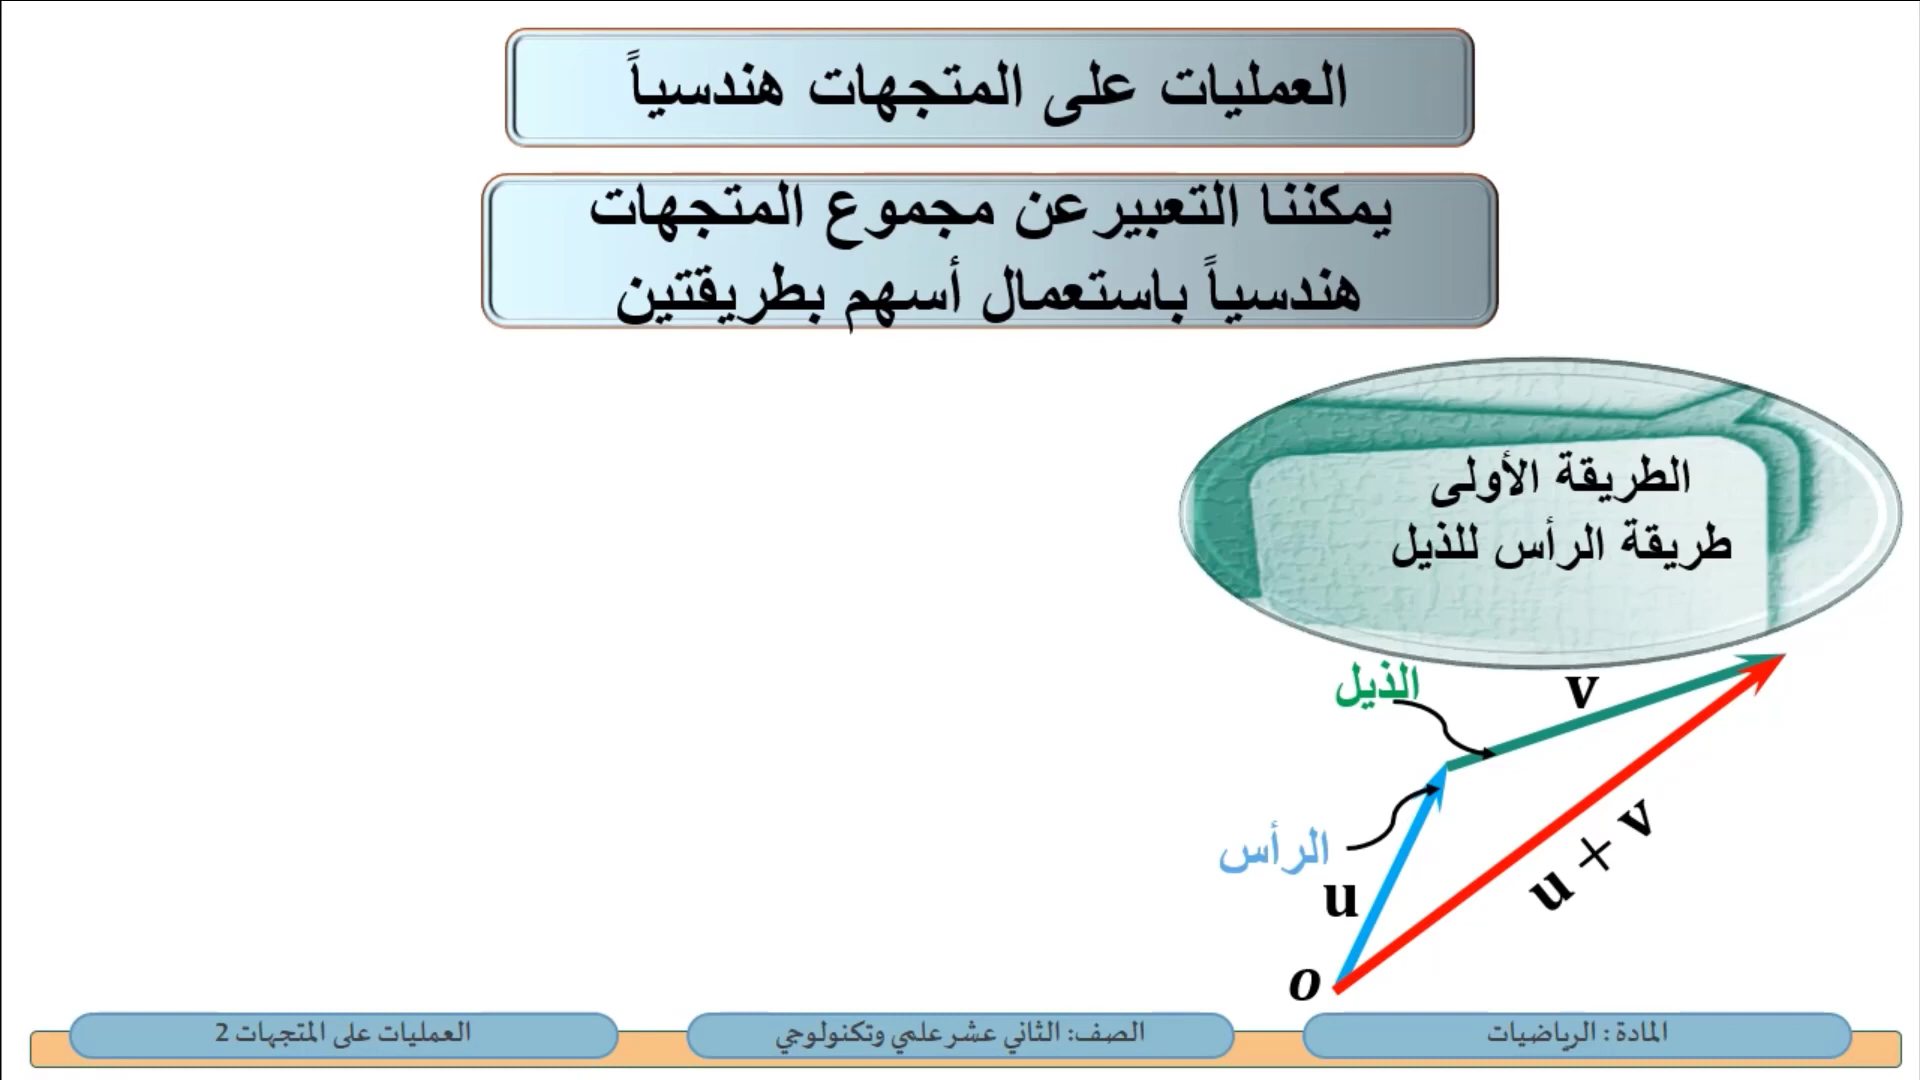 العمليات على المتجهات هندسياً
يمكننا التعبيرعن مجموع المتجهات
هندسياً باستعمال أسهم بطريقتين
الطريقة الأولى
طريقة الرأس للذيل
الذيل
v
الرأس
u
u + v
o
المادة : الرياضيات
الصف: الثاني عشر علمي وتكنولوجي
العمليات على المتجهات 2